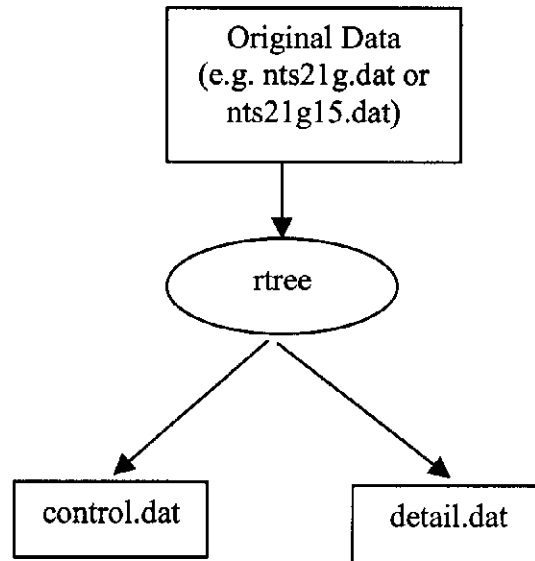 Original Data
(e.g. nts21g.dat or
nts21g15.dat)
rtree
control.dat
detail.dat